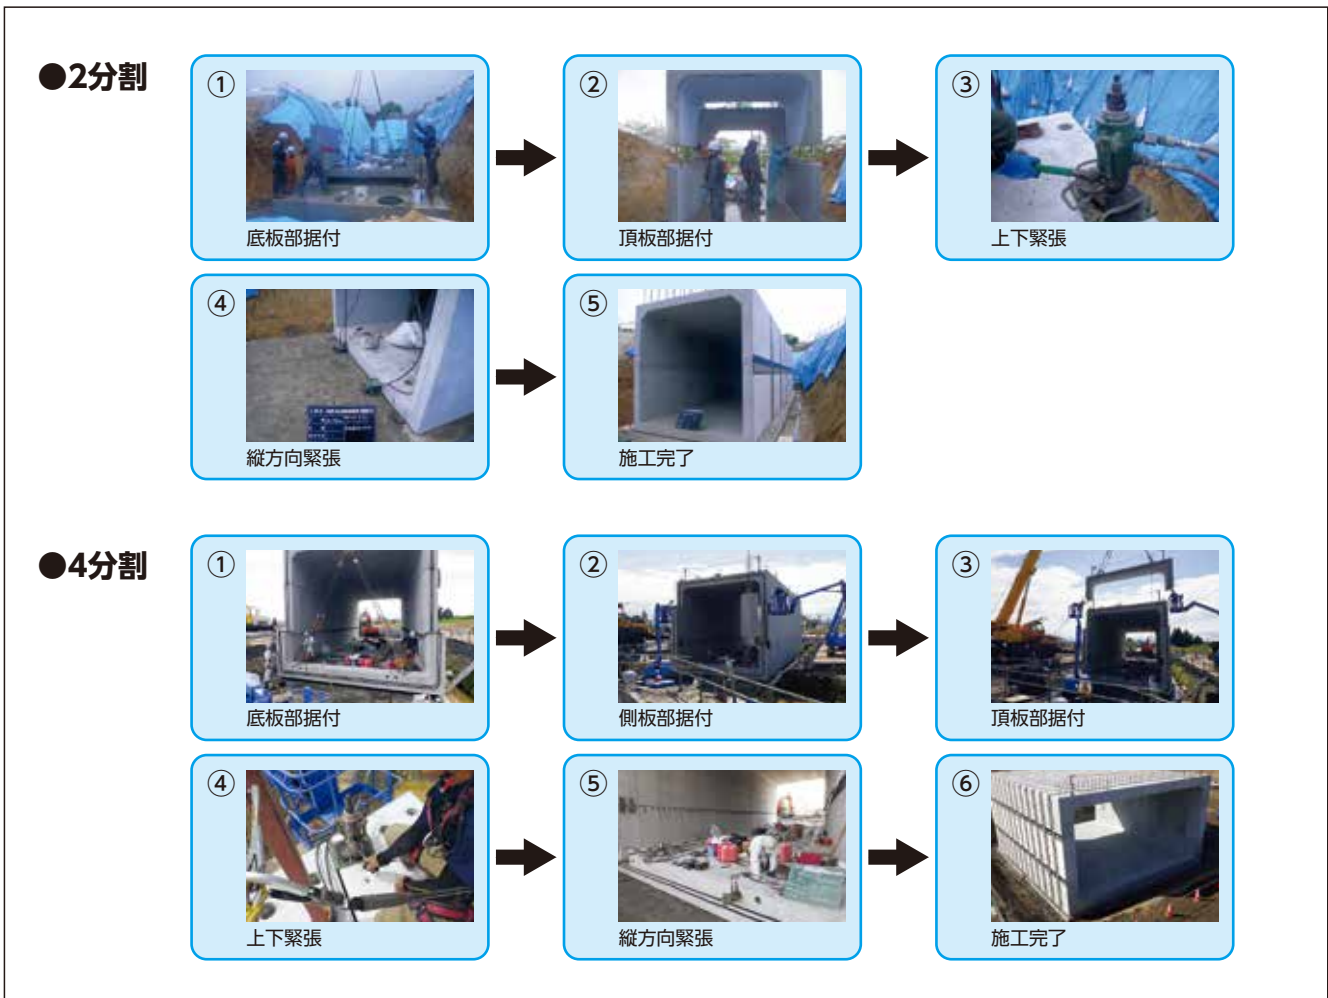 ●2分割
①
底板部据付
②
頂板部据付
③
上下緊張
④
縦方向緊張
⑤
施工完了
●4分割
①
底板部据付
②
側板部据付
③
頂板部据付
④
上下緊張
⑤
縦方向緊張
⑥
施工完了